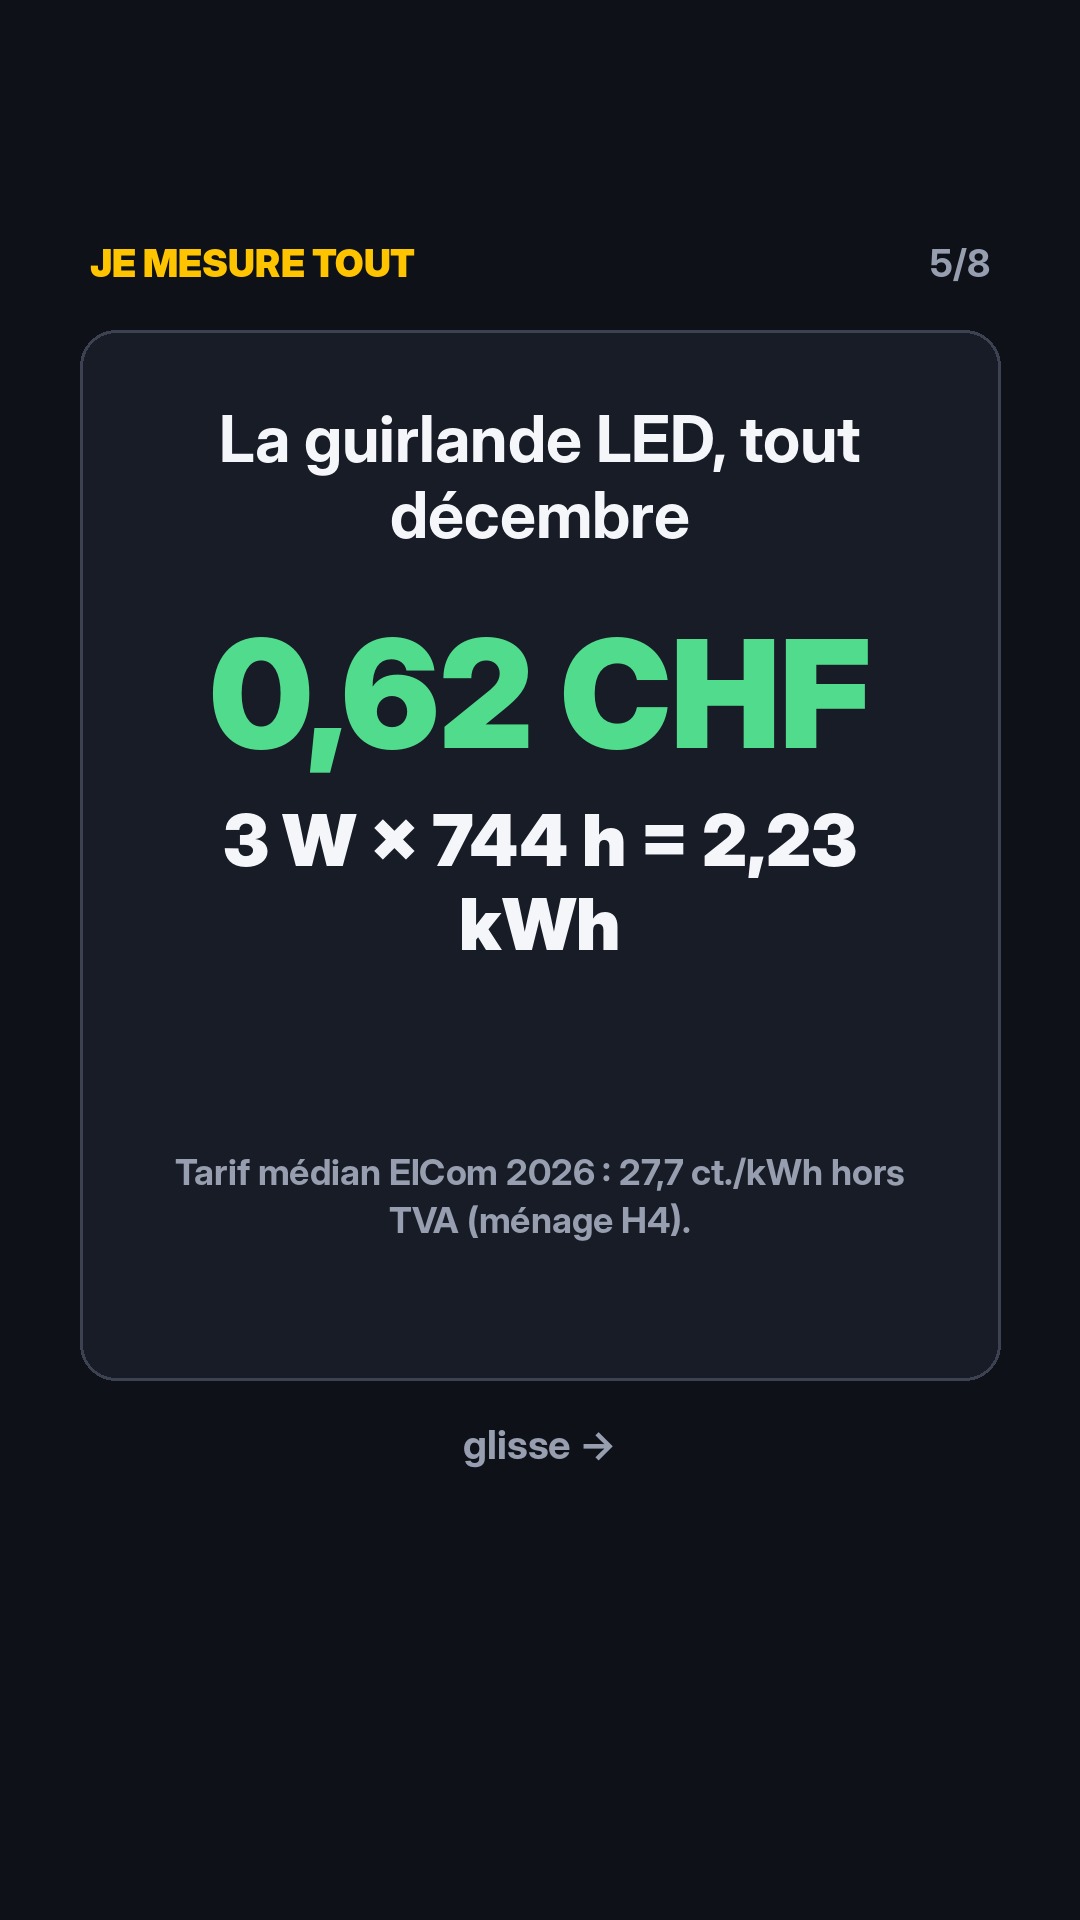 JE MESURE TOUT
5/8
La guirlande LED, tout
décembre
0,62 CHF
3 W × 744 h = 2,23
kWh
Tarif médian ElCom 2026 : 27,7 ct./kWh hors
TVA (ménage H4).
glisse →